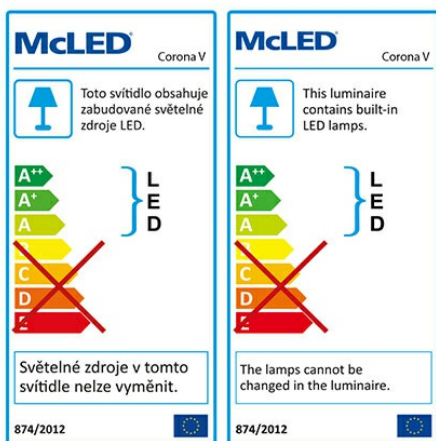 McLED®
Corona V
Toto svítidlo obsahuje
zabudované světelné
zdroje LED.
A++
A+
A
B
C
D
E
L
E
D
Světelné zdroje v tomto
svítidle nelze vyměnit.
874/2012
McLED®
Corona V
This luminaire
contains built-in
LED lamps.
A++
A+
A
B
C
D
E
L
E
D
The lamps cannot be
changed in the luminaire.
874/2012